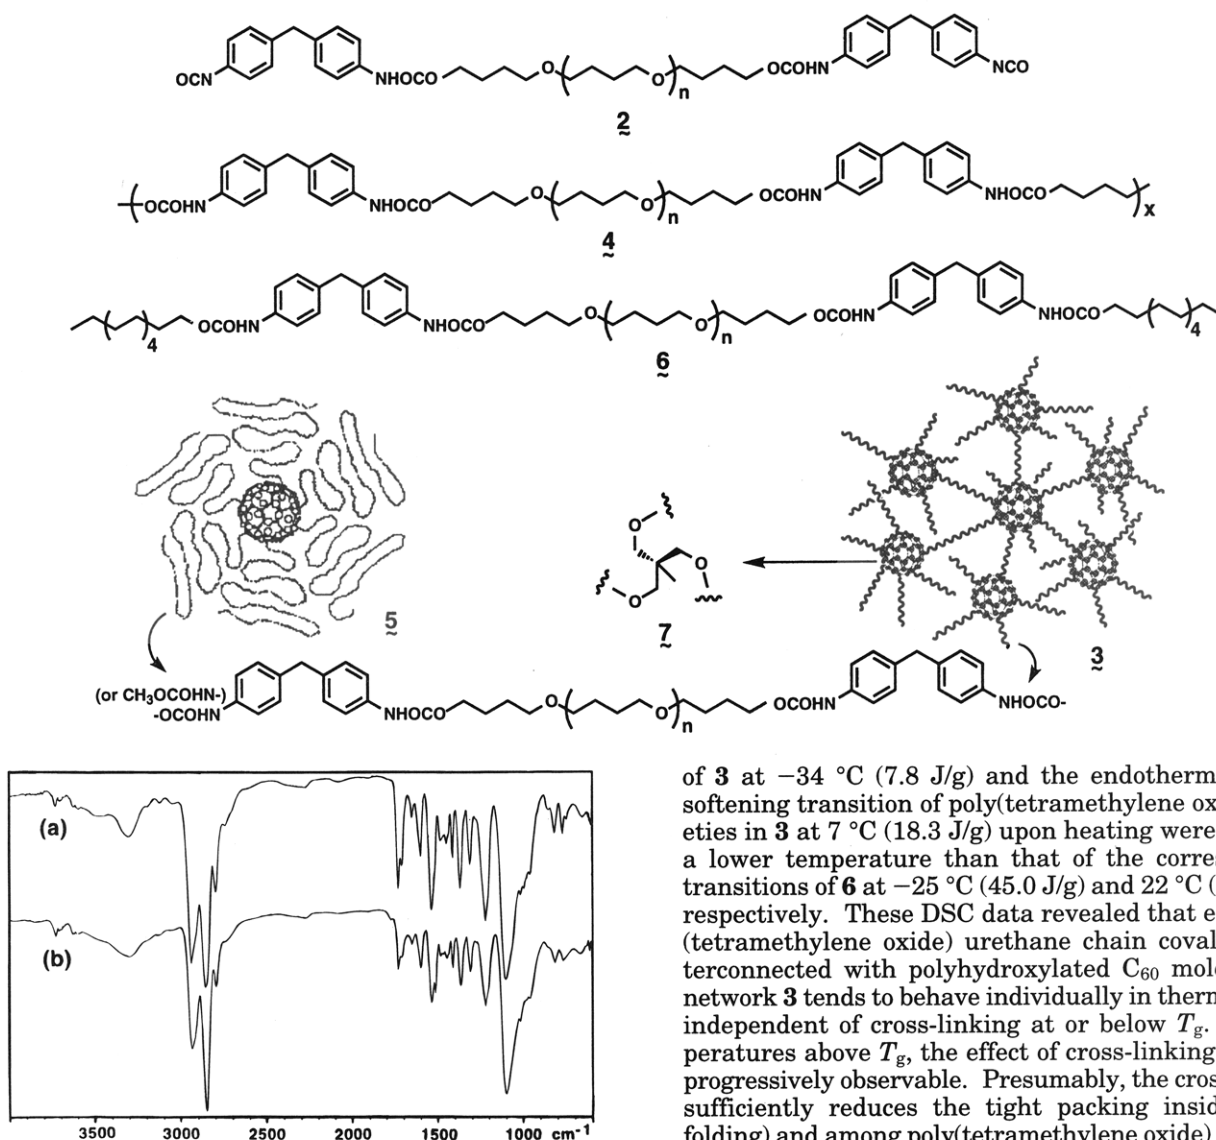 OCN
NHOCO
O
O
n
OCOHN
NCO
2
OCOHN
NHOCO
O
O
n
OCOHN
NHOCO
x
4
4
OCOHN
NHOCO
O
O
n
OCOHN
NHOCO
4
6
5
O
O
O
7
3
(or CH₃OCOHN-)
-OCOHN
NHOCO
O
O
n
OCOHN
NHOCO-
(a)
(b)
3500 3000 2500 2000 1500 1000 cm⁻¹
of 3 at −34 °C (7.8 J/g) and the endotherm
softening transition of poly(tetramethylene ox
eties in 3 at 7 °C (18.3 J/g) upon heating were
a lower temperature than that of the corres
transitions of 6 at −25 °C (45.0 J/g) and 22 °C (
respectively. These DSC data revealed that e
(tetramethylene oxide) urethane chain coval
terconnected with polyhydroxylated C₆₀ mole
network 3 tends to behave individually in therm
independent of cross-linking at or below Tg.
peratures above Tg, the effect of cross-linking
progressively observable. Presumably, the cros
sufficiently reduces the tight packing insid
folding) and among poly(tetramethylene oxide)